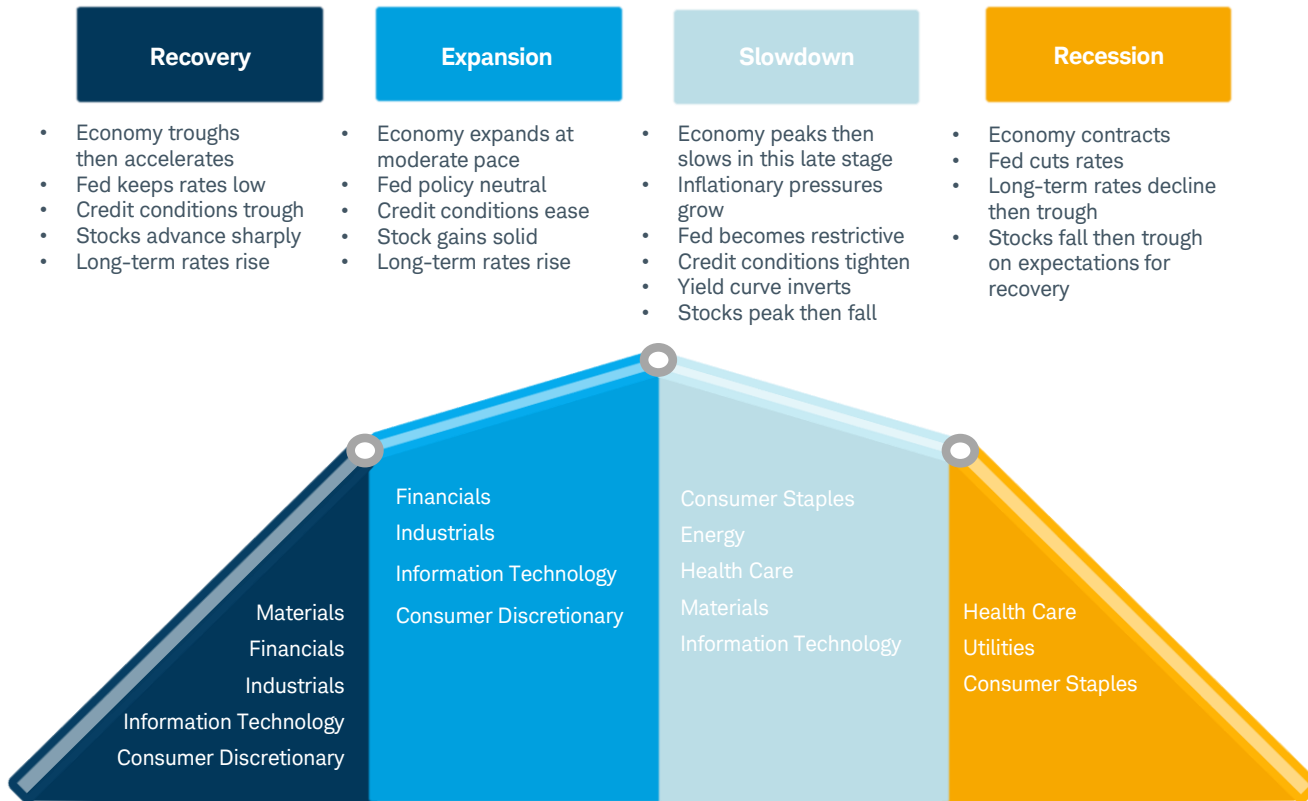 Recovery
Expansion
Slowdown
Recession
• Economy troughs
then accelerates
• Fed keeps rates low
• Credit conditions trough
• Stocks advance sharply
• Long-term rates rise
• Economy expands at
moderate pace
• Fed policy neutral
• Credit conditions ease
• Stock gains solid
• Long-term rates rise
• Economy peaks then
slows in this late stage
• Inflationary pressures
grow
• Fed becomes restrictive
• Credit conditions tighten
• Yield curve inverts
• Stocks peak then fall
• Economy contracts
• Fed cuts rates
• Long-term rates decline
then trough
• Stocks fall then trough
on expectations for
recovery
Materials
Financials
Industrials
Information Technology
Consumer Discretionary
Financials
Industrials
Information Technology
Consumer Discretionary
Consumer Staples
Energy
Health Care
Materials
Information Technology
Health Care
Utilities
Consumer Staples